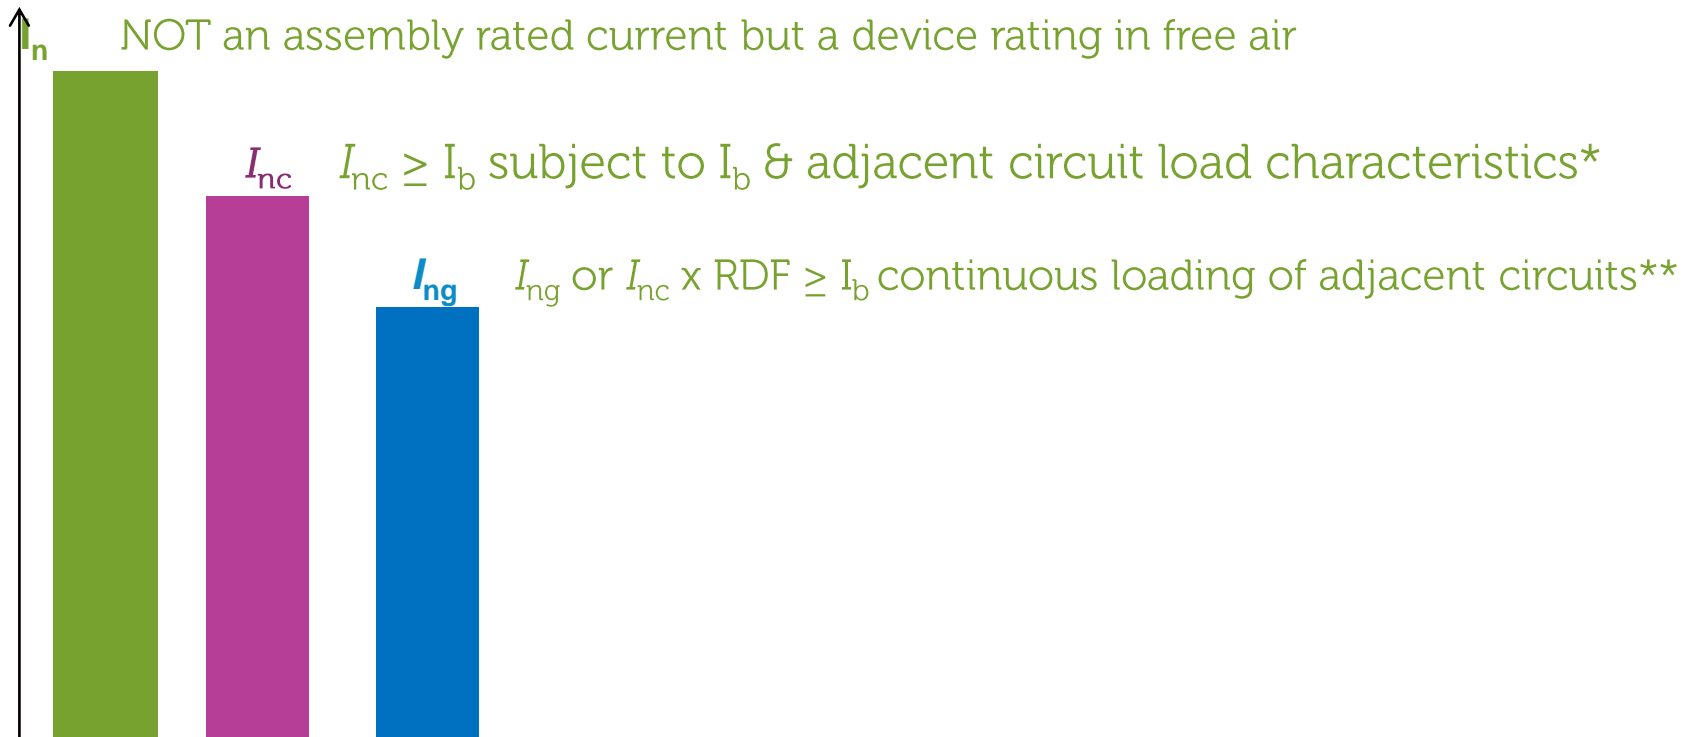 In NOT an assembly rated current but a device rating in free air
Inc Inc ≥ Ib subject to Ib & adjacent circuit load characteristics*
Ing Ing or Inc x RDF ≥ Ib continuous loading of adjacent circuits**